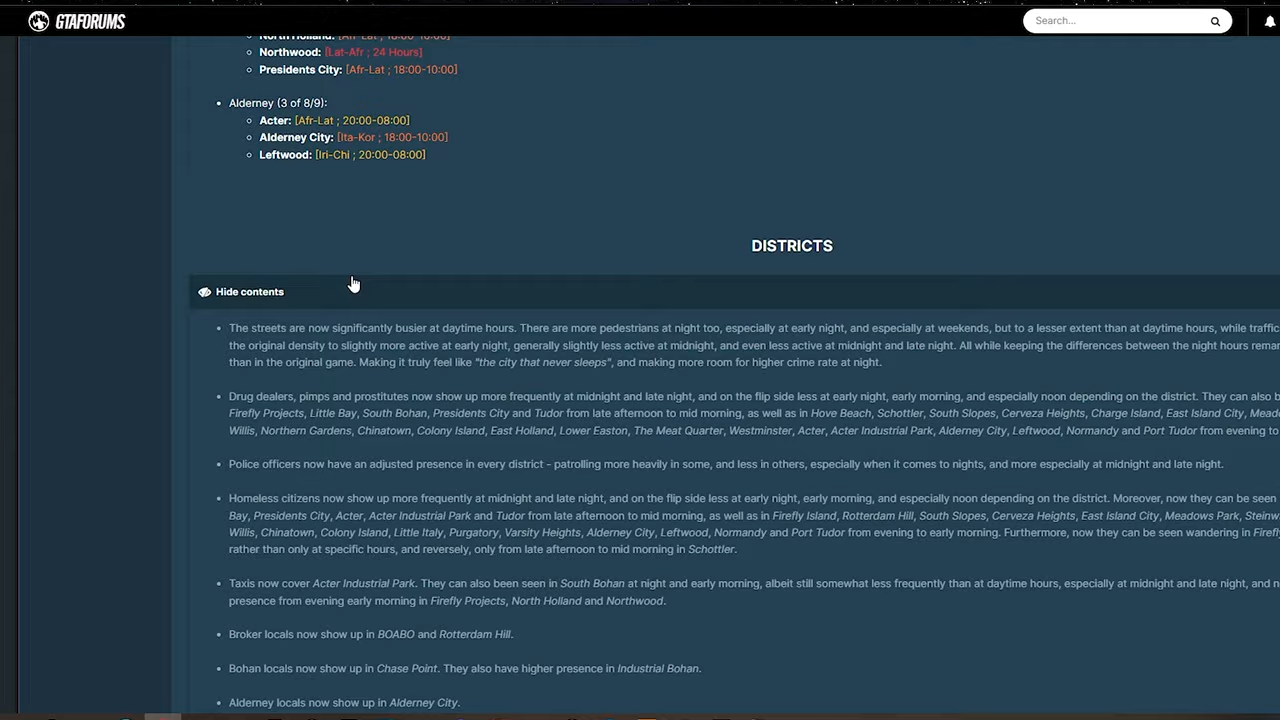 GTAFORUMS
Search...
North Holland: [Afr-Lat ; 18:00-10:00]
Northwood: [Lat-Afr ; 24 Hours]
Presidents City: [Afr-Lat ; 18:00-10:00]
Alderney (3 of 8/9):
Acter: [Afr-Lat ; 20:00-08:00]
Alderney City: [Ita-Kor ; 18:00-10:00]
Leftwood: [Iri-Chi ; 20:00-08:00]
DISTRICTS
Hide contents
The streets are now significantly busier at daytime hours. There are more pedestrians at night too, especially at early night, and especially at weekends, but to a lesser extent than at daytime hours, while traffic
the original density to slightly more active at early night, generally slightly less active at midnight, and even less active at midnight and late night. All while keeping the differences between the night hours
than in the original game. Making it truly feel like "the city that never sleeps", and making more room for higher crime rate at night.
Drug dealers, pimps and prostitutes now show up more frequently at midnight and late night, and on the flip side less at early night, early morning, and especially noon depending on the district. They can also
Firefly Projects, Little Bay, South Bohan, Presidents City and Tudor from late afternoon to mid morning, as well as in Hove Beach, Schottler, South Slopes, Cerveza Heights, Charge Island, East Island City,
Willis, Northern Gardens, Chinatown, Colony Island, East Holland, Lower Easton, The Meat Quarter, Westminster, Acter, Acter Industrial Park, Alderney City, Leftwood, Normandy and Port Tudor from evening to
Police officers now have an adjusted presence in every district - patrolling more heavily in some, and less in others, especially when it comes to nights, and more especially at midnight and late night.
Homeless citizens now show up more frequently at midnight and late night, and on the flip side less at early night, early morning, and especially noon depending on the district. Moreover, now they can be seen
Bay, Presidents City, Acter, Acter Industrial Park and Tudor from late afternoon to mid morning, as well as in Firefly Island, Rotterdam Hill, South Slopes, Cerveza Heights, East Island City, Meadows Park,
Willis, Chinatown, Colony Island, Little Italy, Purgatory, Varsity Heights, Alderney City, Leftwood, Normandy and Port Tudor from evening to early morning. Furthermore, now they can be seen wandering in
rather than only at specific hours, and reversely, only from late afternoon to mid morning in Schottler.
Taxis now cover Acter Industrial Park. They can also been seen in South Bohan at night and early morning, albeit still somewhat less frequently than at daytime hours, especially at midnight and late night, and
presence from evening early morning in Firefly Projects, North Holland and Northwood.
Broker locals now show up in BOABO and Rotterdam Hill.
Bohan locals now show up in Chase Point. They also have higher presence in Industrial Bohan.
Alderney locals now show up in Alderney City.